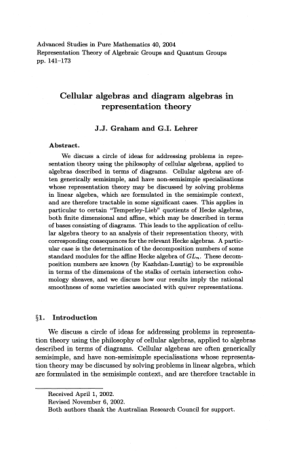 Advanced Studies in Pure Mathematics 40, 2004
Representation Theory of Algebraic Groups and Quantum Groups
pp. 141–173
Cellular algebras and diagram algebras in
representation theory
J.J. Graham and G.I. Lehrer
Abstract.
We discuss a circle of ideas for addressing problems in repre-
sentation theory using the philosophy of cellular algebras, applied to
algebras described in terms of diagrams. Cellular algebras are of-
ten generically semisimple, and have non-semisimple specialisations
whose representation theory may be discussed by solving problems
in linear algebra, which are formulated in the semisimple context,
and are therefore tractable in some significant cases. This applies in
particular to certain "Temperley-Lieb" quotients of Hecke algebras,
both finite dimensional and affine, which may be described in terms
of bases consisting of diagrams. This leads to the application of cellu-
lar algebra theory to an analysis of their representation theory, with
corresponding consequences for the relevant Hecke algebras. A partic-
ular case is the determination of the decomposition numbers of some
standard modules for the affine Hecke algebra of GLₙ. These decom-
position numbers are known (by Kazhdan-Lusztig) to be expressible
in terms of the dimensions of the stalks of certain intersection coho-
mology sheaves, and we discuss how our results imply the rational
smoothness of some varieties associated with quiver representations.
§1. Introduction
We discuss a circle of ideas for addressing problems in representa-
tion theory using the philosophy of cellular algebras, applied to algebras
described in terms of diagrams. Cellular algebras are often generically
semisimple, and have non-semisimple specialisations whose representa-
tion theory may be discussed by solving problems in linear algebra, which
are formulated in the semisimple context, and are therefore tractable in
Received April 1, 2002.
Revised November 6, 2002.
Both authors thank the Australian Research Council for support.